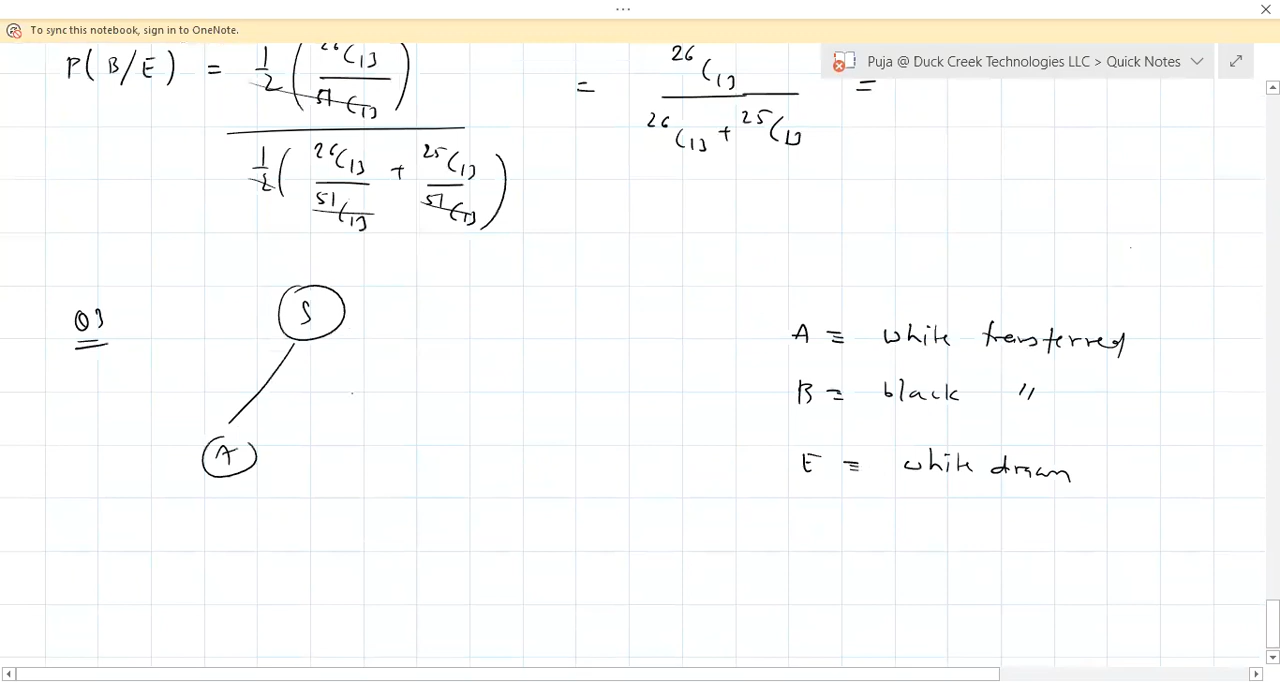 ...
To sync this notebook, sign in to OneNote.
Puja @ Duck Creek Technologies LLC > Quick Notes
P( B/E ) = 1/2 ( 26C13 / 51C13 ) / 1/2 ( 26C13 / 51C13 + 25C13 / 51C13 ) = 26C13 / 26C13 + 25C13 =
Q3
S
A
A ≡ white transferred
B = black "
E ≡ white drawn